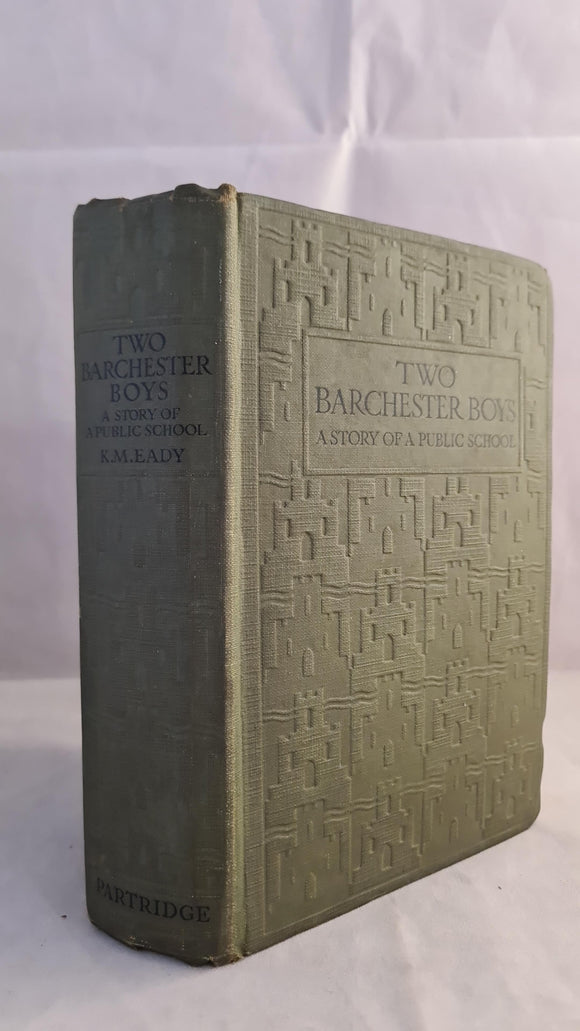 TWO
BARCHESTER
BOYS
A STORY OF
A PUBLIC SCHOOL
K.M.EADY
PARTRIDGE
TWO
BARCHESTER BOYS
A STORY OF A PUBLIC SCHOOL